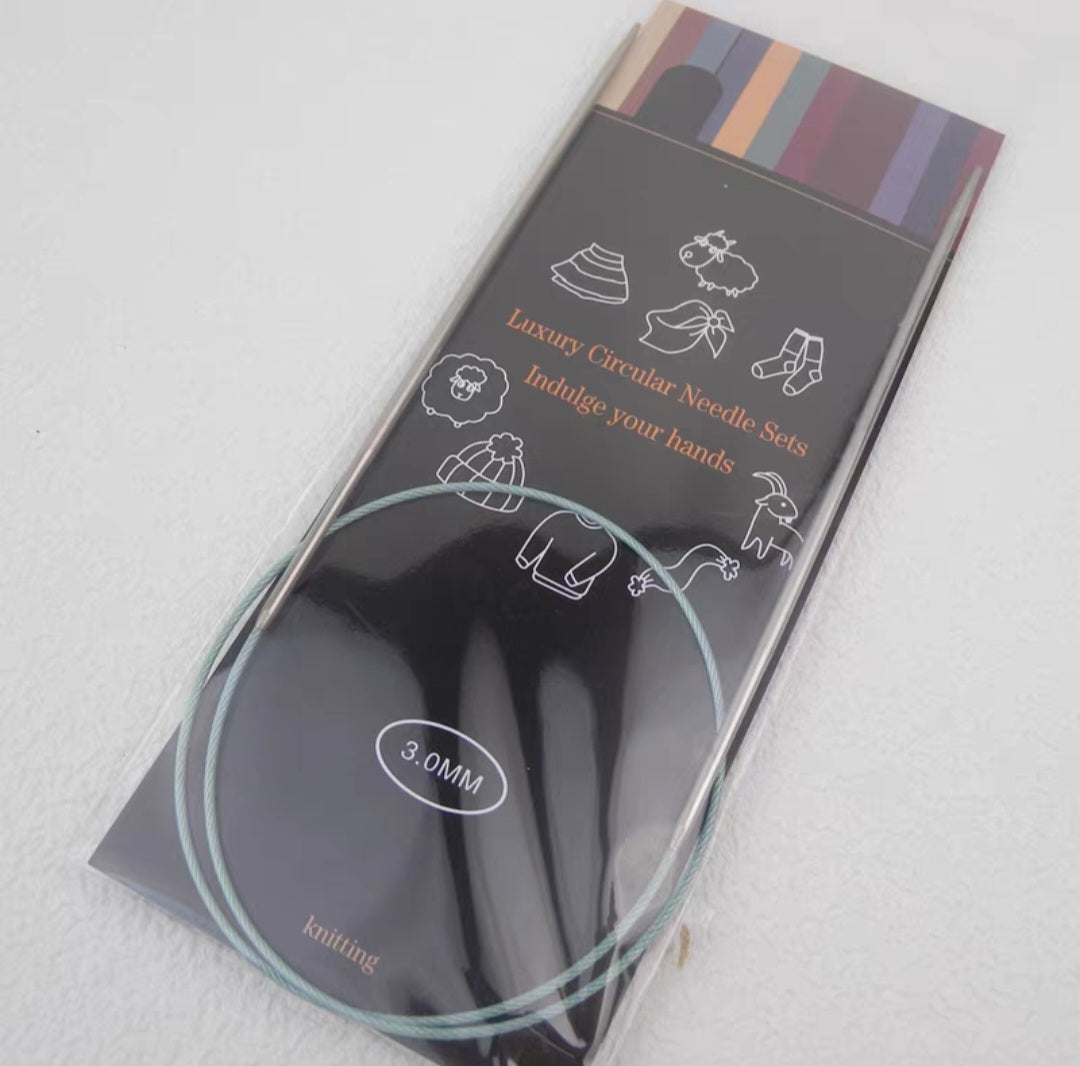 Luxury Circular Needle Sets
Indulge your hands
3.0MM
knitting